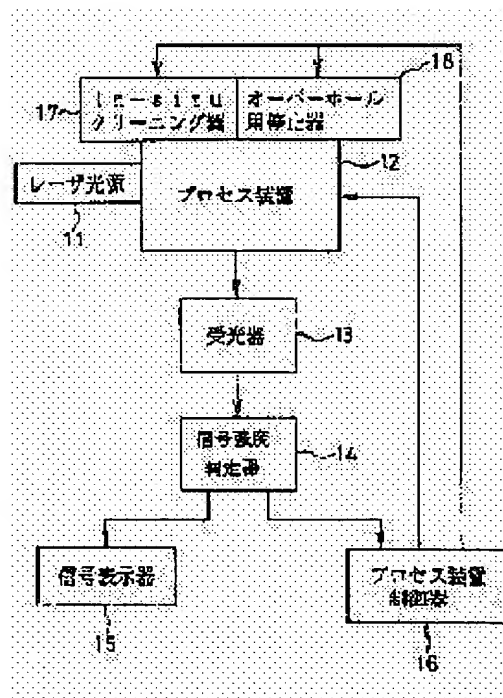 18
17
in-situ
クリーニング器
オーバーホール
用停止器
12
レーザ光源
11
プロセス装置
受光器
13
信号強度
判定器
14
信号表示器
15
プロセス装置
制御器
16